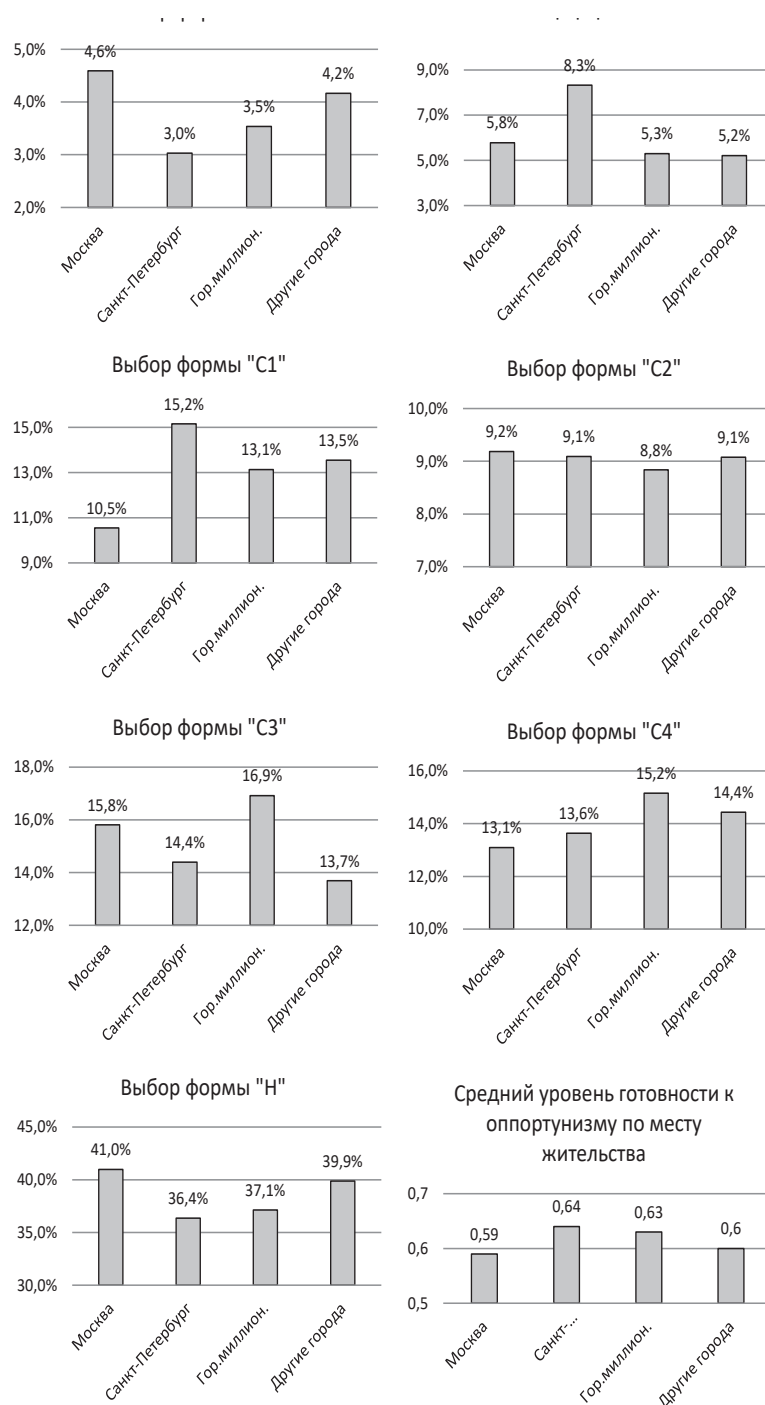 5,0%
4,0%
3,0%
2,0%
4,6%
3,0%
3,5%
4,2%
Москва
Санкт-Петербург
Гор.миллион.
Другие города
9,0%
7,0%
5,0%
3,0%
5,8%
8,3%
5,3%
5,2%
Москва
Санкт-Петербург
Гор.миллион.
Другие города
Выбор формы "C1"
15,0%
13,0%
11,0%
9,0%
10,5%
15,2%
13,1%
13,5%
Москва
Санкт-Петербург
Гор.миллион.
Другие города
Выбор формы "C2"
10,0%
9,0%
8,0%
7,0%
9,2%
9,1%
8,8%
9,1%
Москва
Санкт-Петербург
Гор.миллион.
Другие города
Выбор формы "C3"
18,0%
16,0%
14,0%
12,0%
15,8%
14,4%
16,9%
13,7%
Москва
Санкт-Петербург
Гор.миллион.
Другие города
Выбор формы "C4"
16,0%
14,0%
12,0%
10,0%
13,1%
13,6%
15,2%
14,4%
Москва
Санкт-Петербург
Гор.миллион.
Другие города
Выбор формы "H"
45,0%
40,0%
35,0%
30,0%
41,0%
36,4%
37,1%
39,9%
Москва
Санкт-Петербург
Гор.миллион.
Другие города
Средний уровень готовности к
оппортунизму по месту
жительства
0,7
0,6
0,5
0,59
0,64
0,63
0,6
Москва
Санкт-...
Гор.миллион.
Другие города